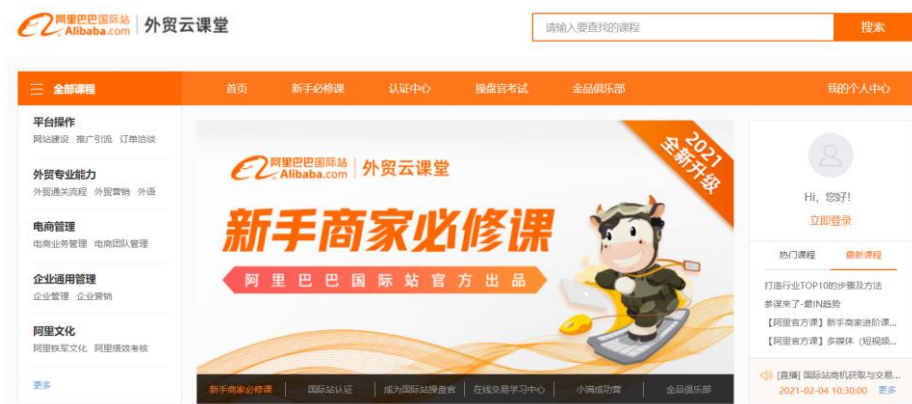 阿里巴巴国际站
Alibaba.com
外贸云课堂
请输入要查找的课程
搜索
全部课程
首页 新手必修课 认证中心 操盘官考试 金品俱乐部 我的个人中心
平台操作
网站建设 推广引流 订单洽谈
外贸专业能力
外贸通关流程 外贸营销 外语
电商管理
电商业务管理 电商团队管理
企业通用管理
企业管理 企业营销
阿里文化
阿里铁军文化 阿里绩效考核
更多
阿里巴巴国际站
Alibaba.com
外贸云课堂
2021
全新升级
新手商家必修课
阿里巴巴国际站官方出品
新手商家必修课 国际站认证 成为国际站操盘官 在线交易学习中心 小满成功营 金品俱乐部
Hi, 您好!
立即登录
热门课程 最新课程
打造行业TOP10的步骤及方法
参谋来了-最IN趋势
【阿里官方课】新手商家进阶课...
【阿里官方课】多媒体（短视频...
[直播] 国际站商机获取与交易...
2021-02-04 10:30:00 更多